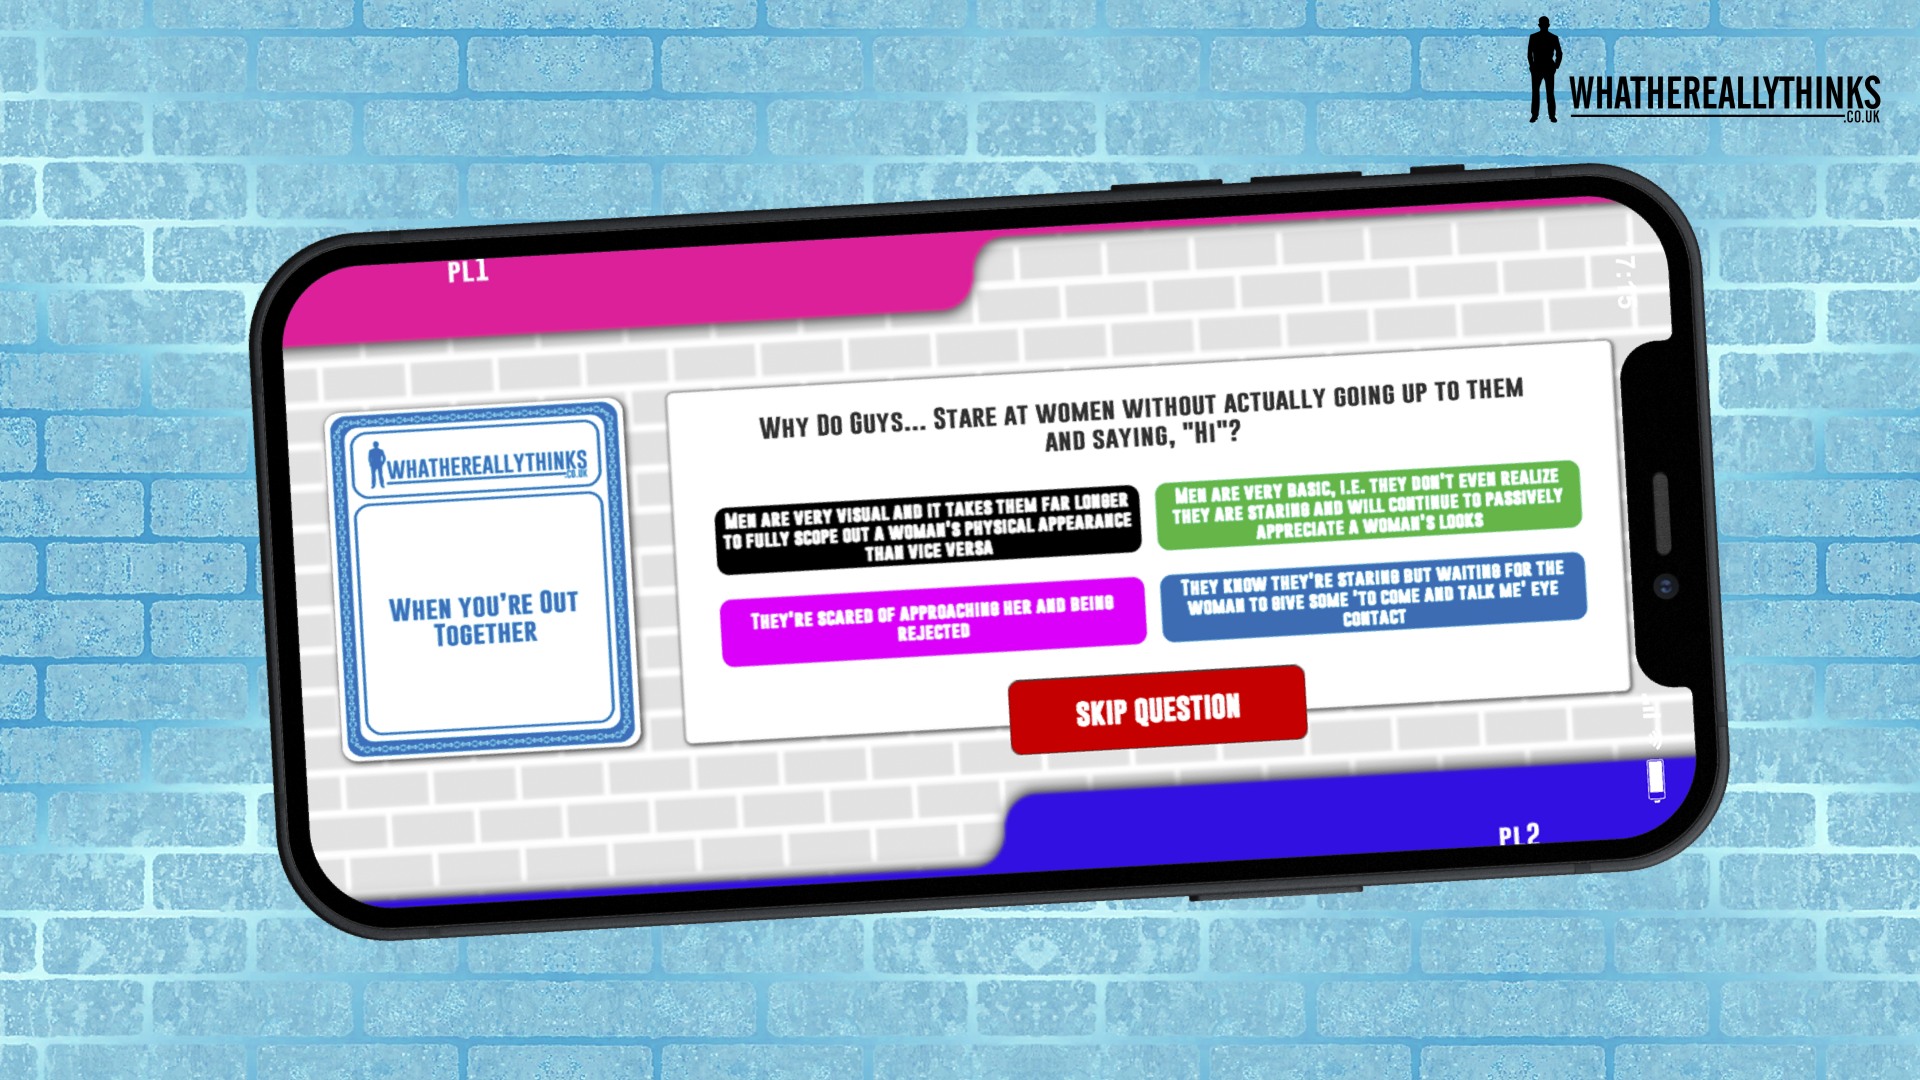 WHATHEREALLYTHINKS
.CO.UK
PL1
WHY DO GUYS... STARE AT WOMEN WITHOUT ACTUALLY GOING UP TO THEM
AND SAYING, "HI"?
WHATHEREALLYTHINKS
.CO.UK
WHEN YOU'RE OUT
TOGETHER
MEN ARE VERY VISUAL AND IT TAKES THEM FAR LONGER
TO FULLY SCOPE OUT A WOMAN'S PHYSICAL APPEARANCE
THAN VICE VERSA
MEN ARE VERY BASIC, I.E. THEY DON'T EVEN REALIZE
THEY ARE STARING AND WILL CONTINUE TO PASSIVELY
APPRECIATE A WOMAN'S LOOKS
THEY'RE SCARED OF APPROACHING HER AND BEING
REJECTED
THEY KNOW THEY'RE STARING BUT WAITING FOR THE
WOMAN TO GIVE SOME 'TO COME AND TALK ME' EYE
CONTACT
SKIP QUESTION
PL2